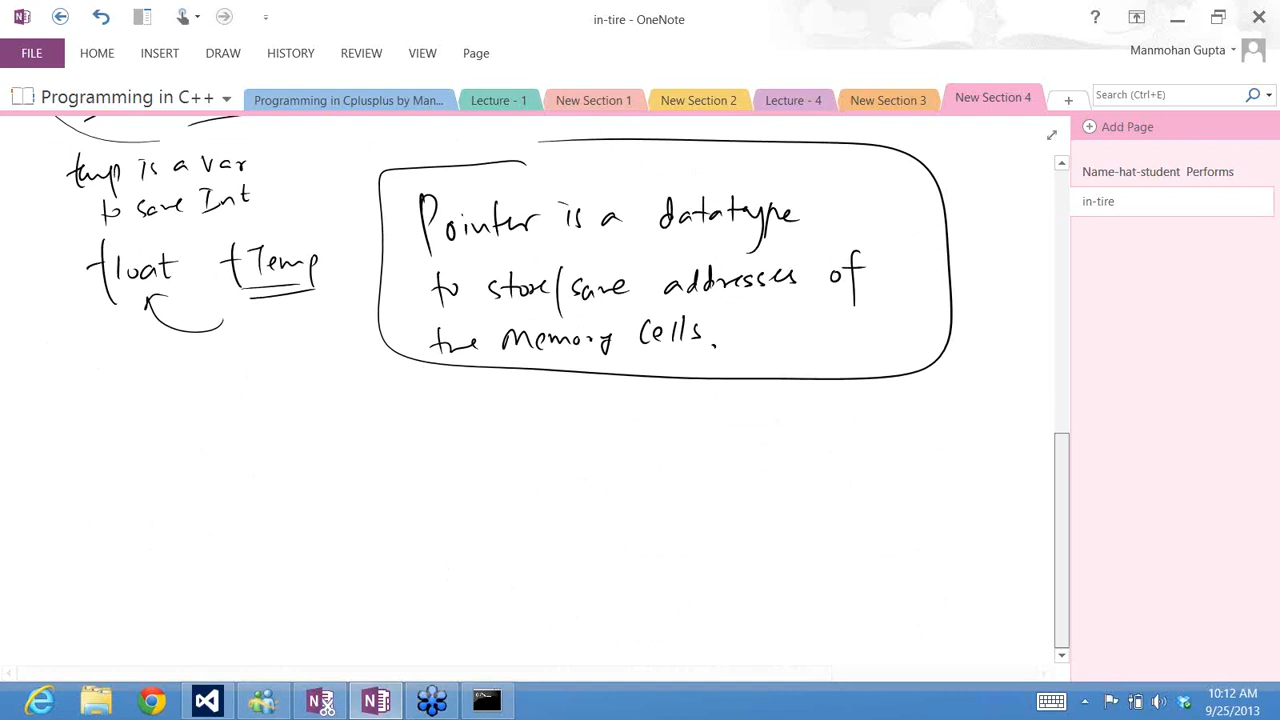 in-tire - OneNote
FILE HOME INSERT DRAW HISTORY REVIEW VIEW Page
Manmohan Gupta
Programming in C++
Programming in Cplusplus by Man... Lecture - 1 New Section 1 New Section 2 Lecture - 4 New Section 3 New Section 4
Search (Ctrl+E)
Add Page
Name-hat-student Performs
in-tire
temp is a var
to save Int
float fTemp
Pointer is a datatype
to store/save addresses of
the Memory Cells.
10:12 AM
9/25/2013